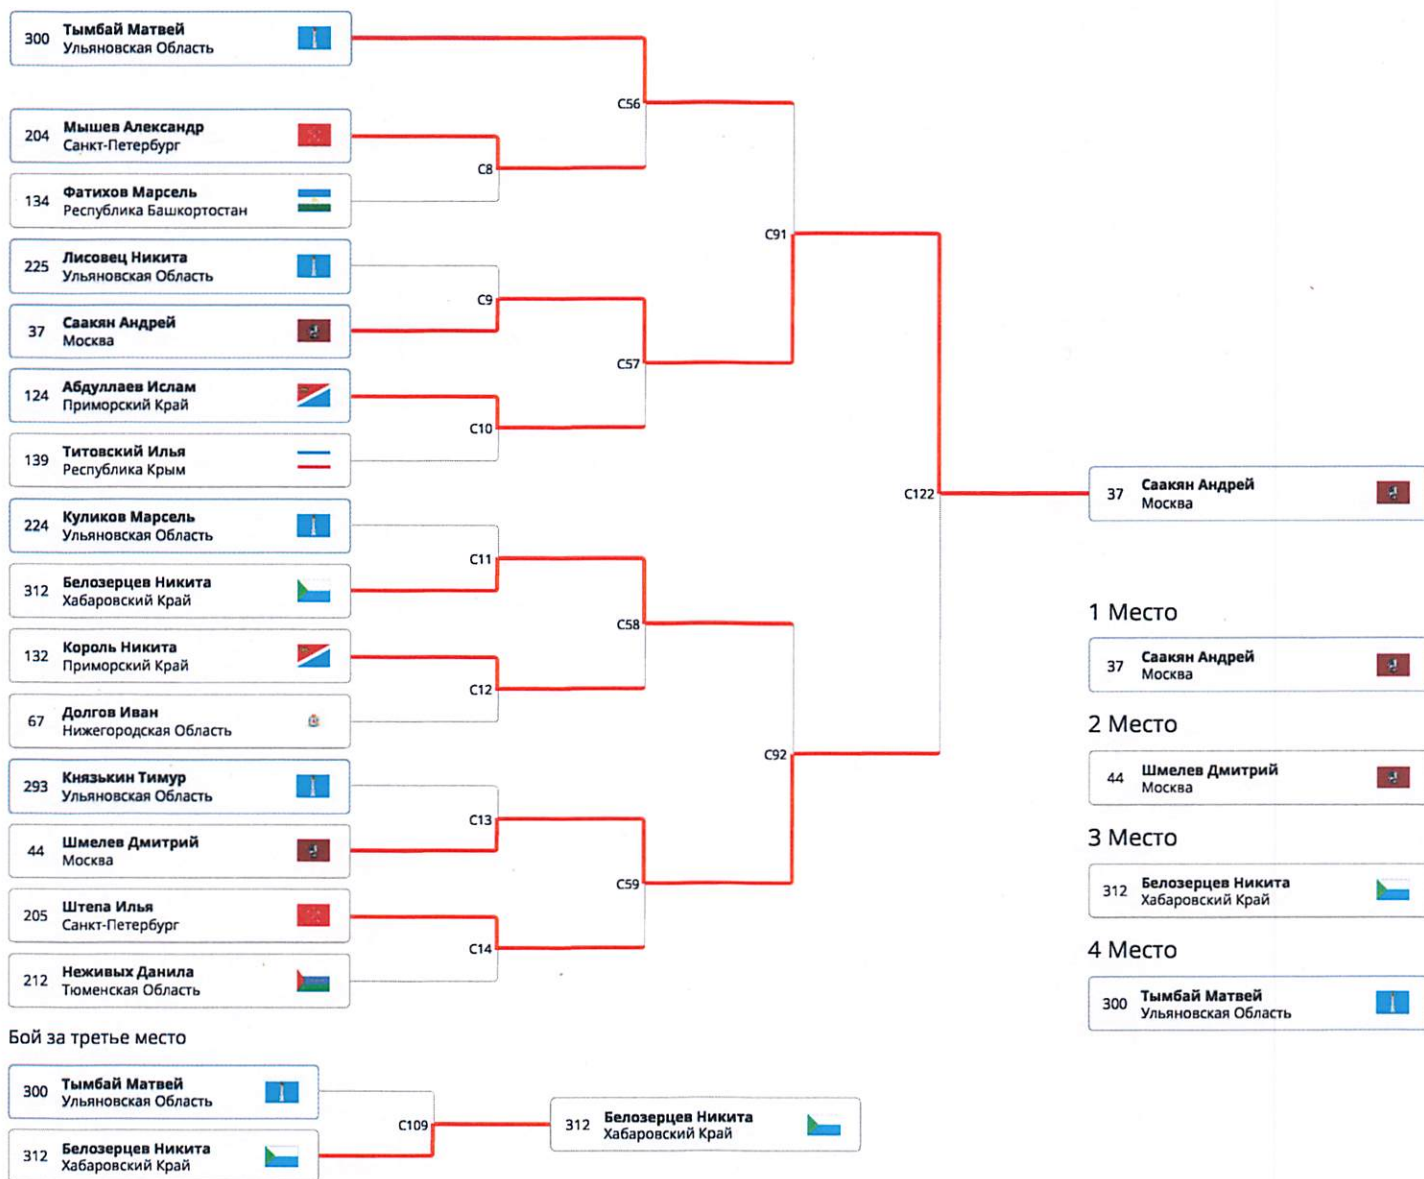 300 Тымбай Матвей
Ульяновская Область
204 Мышев Александр
Санкт-Петербург
134 Фатихов Марсель
Республика Башкортостан
225 Лисовец Никита
Ульяновская Область
37 Саакян Андрей
Москва
124 Абдуллаев Ислам
Приморский Край
139 Титовский Илья
Республика Крым
224 Куликов Марсель
Ульяновская Область
312 Белозерцев Никита
Хабаровский Край
132 Король Никита
Приморский Край
67 Долгов Иван
Нижегородская Область
293 Князькин Тимур
Ульяновская Область
44 Шмелев Дмитрий
Москва
205 Штепа Илья
Санкт-Петербург
212 Неживых Данила
Тюменская Область
C8
C9
C10
C11
C12
C13
C14
C56
C57
C58
C59
C91
C92
C122
37 Саакян Андрей
Москва
1 Место
37 Саакян Андрей
Москва
2 Место
44 Шмелев Дмитрий
Москва
3 Место
312 Белозерцев Никита
Хабаровский Край
4 Место
300 Тымбай Матвей
Ульяновская Область
Бой за третье место
300 Тымбай Матвей
Ульяновская Область
312 Белозерцев Никита
Хабаровский Край
C109
312 Белозерцев Никита
Хабаровский Край